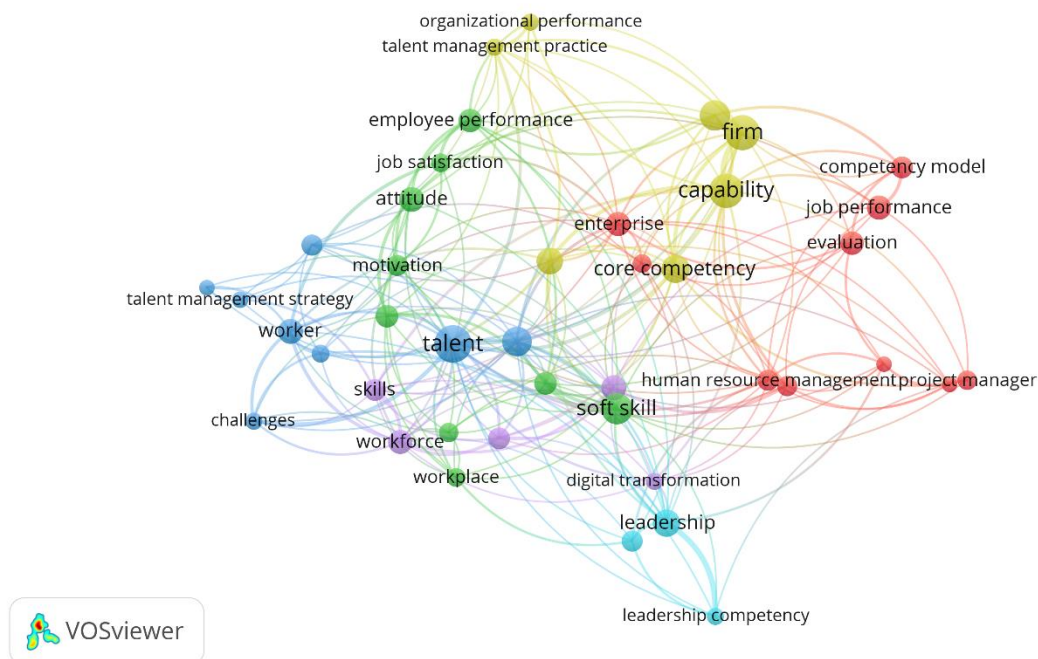 organizational performance
talent management practice
employee performance
firm
job satisfaction
competency model
capability
attitude
job performance
enterprise
evaluation
motivation
core competency
talent management strategy
worker
talent
human resource management
project manager
skills
soft skill
challenges
workforce
workplace
digital transformation
leadership
leadership competency
VOSviewer